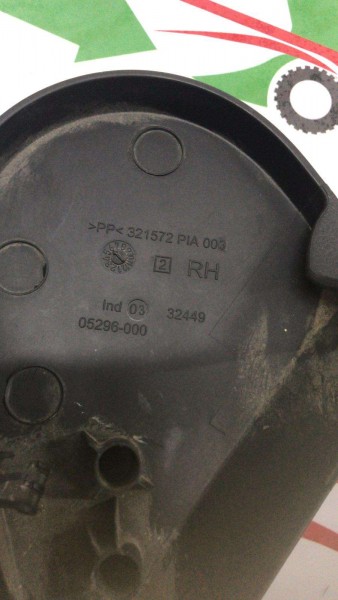 >PP< 321572 PIA 003
2 RH
Ind 03 32449
05296-000